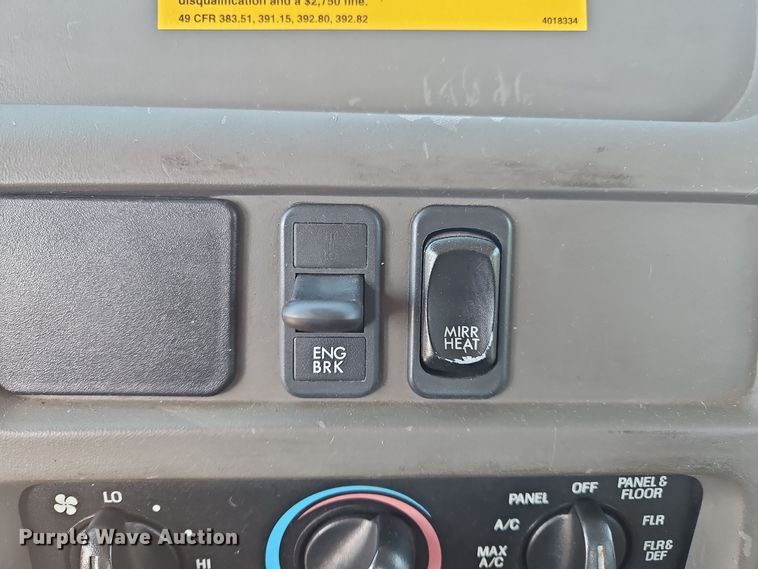 disqualification and a $2,750 fine.
49 CFR 383.51, 391.15, 392.80, 392.82 4018334
ENG
BRK
MIRR
HEAT
LO
HI
PANEL OFF PANEL &
FLOOR
A/C FLR
MAX
A/C
FLR &
DEF
Purple Wave Auction